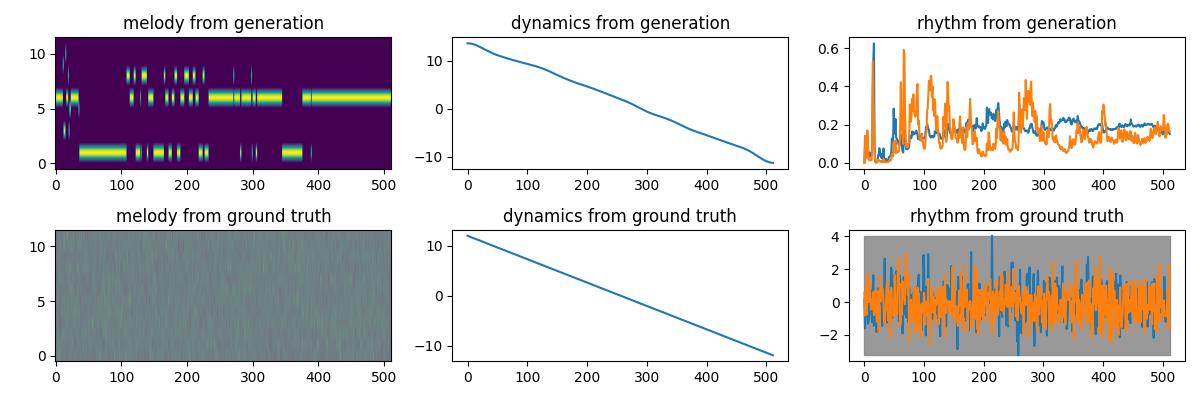 melody from generation
dynamics from generation
rhythm from generation
10
5
0
0 100 200 300 400 500
10
0
−10
0 100 200 300 400 500
0.6
0.4
0.2
0.0
0 100 200 300 400 500
melody from ground truth
dynamics from ground truth
rhythm from ground truth
10
5
0
0 100 200 300 400 500
10
0
−10
0 100 200 300 400 500
4
2
0
−2
0 100 200 300 400 500